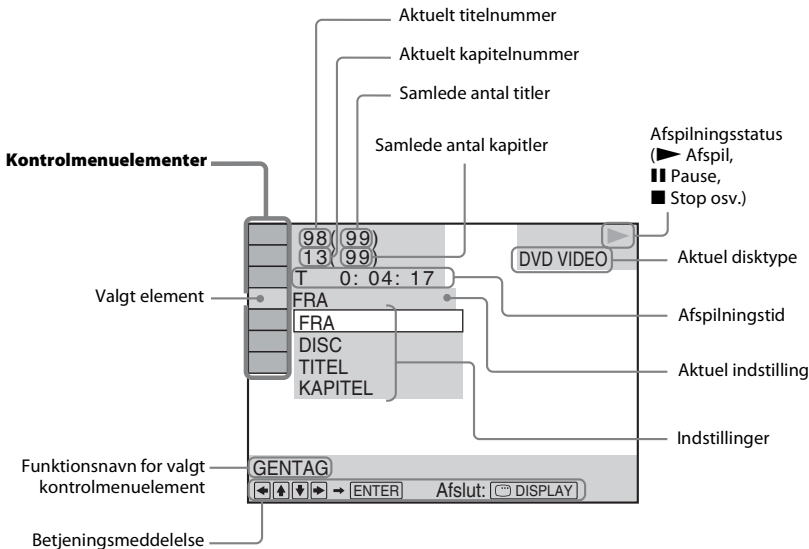 Aktuelt titelnummer
Aktuelt kapitelnummer
Samlede antal titler
Samlede antal kapitler
Afspilningsstatus
(► Afspil,
❚❚ Pause,
■ Stop osv.)
Kontrolmenuelementer
98( 99)
13( 99)
DVD VIDEO
Aktuel disktype
T 0: 04: 17
Valgt element
FRA
Afspilningstid
FRA
DISC
TITEL
Aktuel indstilling
KAPITEL
Indstillinger
Funktionsnavn for valgt
kontrolmenuelement
GENTAG
ENTER Afslut: DISPLAY
Betjeningsmeddelelse